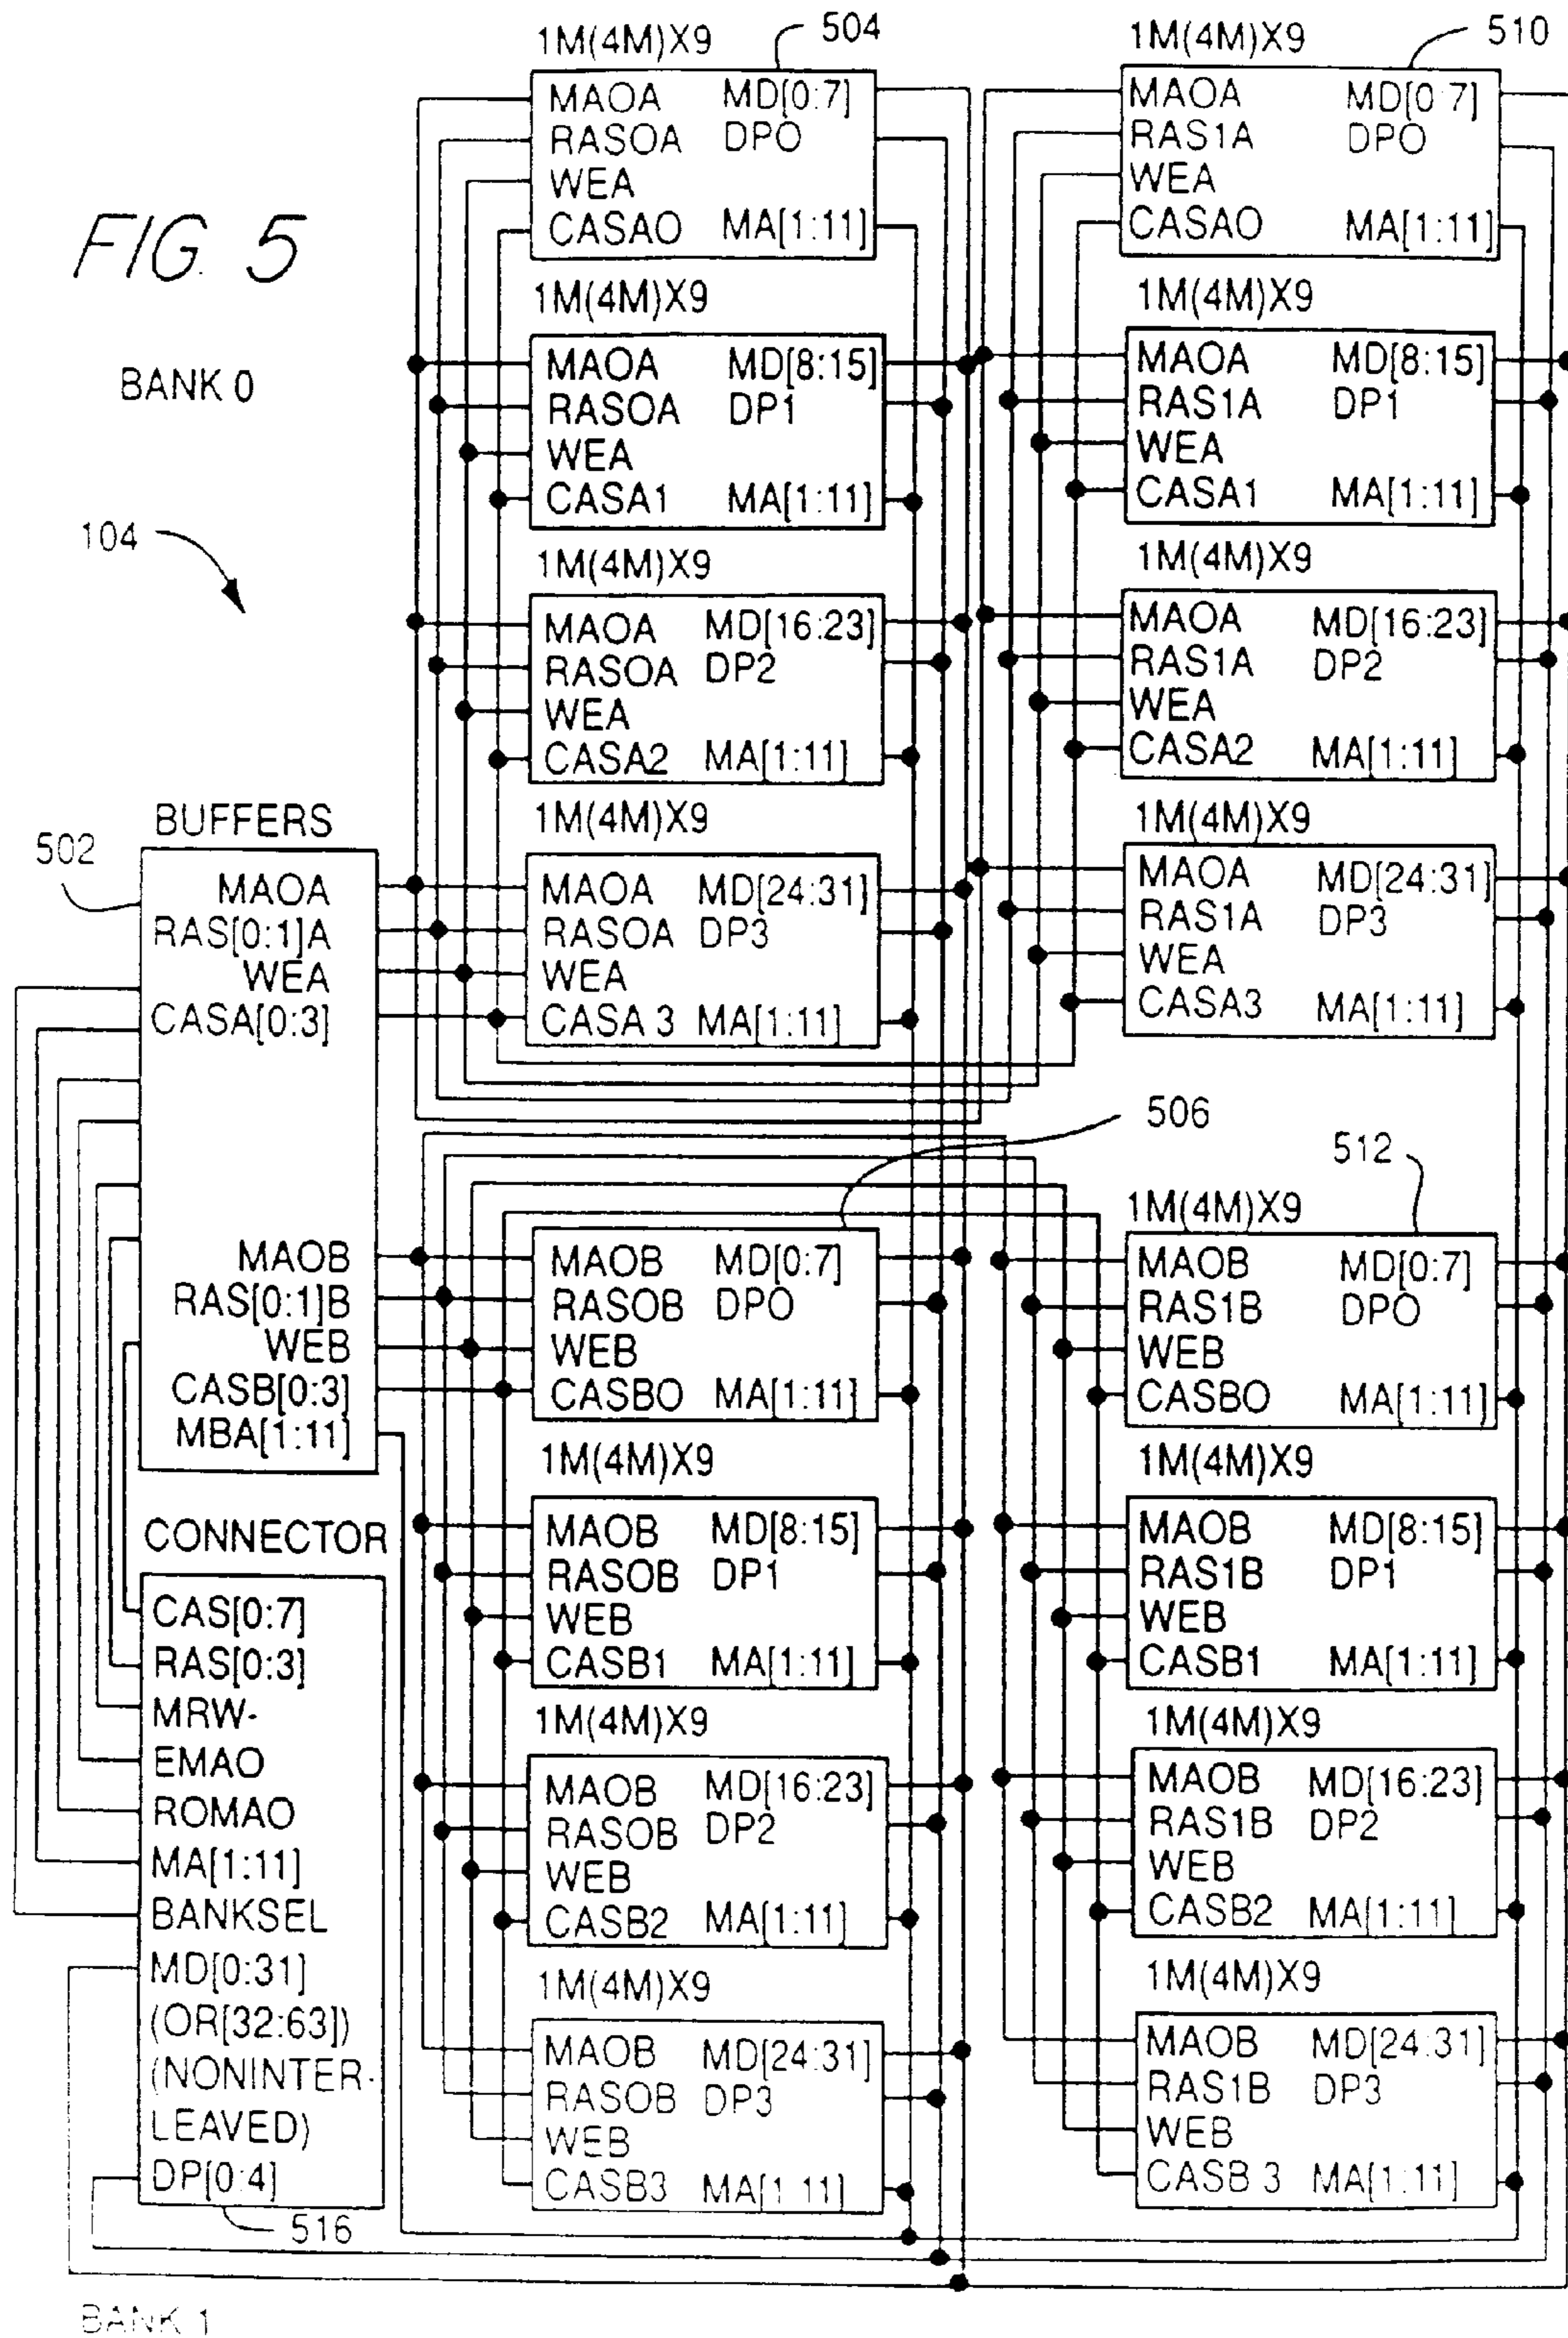 FIG. 5
BANK 0
104
1M(4M)X9
504
MAOA MD[0:7]
RASOA DPO
WEA
CASAO MA[1:11]
1M(4M)X9
MAOA MD[8:15]
RASOA DP1
WEA
CASA1 MA[1:11]
1M(4M)X9
MAOA MD[16:23]
RASOA DP2
WEA
CASA2 MA[1:11]
1M(4M)X9
MAOA MD[24:31]
RASOA DP3
WEA
CASA 3 MA[1:11]
1M(4M)X9
510
MAOA MD[0:7]
RAS1A DPO
WEA
CASAO MA[1:11]
1M(4M)X9
MAOA MD[8:15]
RAS1A DP1
WEA
CASA1 MA[1:11]
1M(4M)X9
MAOA MD[16:23]
RAS1A DP2
WEA
CASA2 MA[1:11]
1M(4M)X9
MAOA MD[24:31]
RAS1A DP3
WEA
CASA3 MA[1:11]
BUFFERS
502
MAOA
RAS[0:1]A
WEA
CASA[0:3]
MAOB
RAS[0:1]B
WEB
CASB[0:3]
MBA[1:11]
506
MAOB MD[0:7]
RASOB DPO
WEB
CASBO MA[1:11]
1M(4M)X9
MAOB MD[8:15]
RASOB DP1
WEB
CASB1 MA[1:11]
1M(4M)X9
MAOB MD[16:23]
RASOB DP2
WEB
CASB2 MA[1:11]
1M(4M)X9
MAOB MD[24:31]
RASOB DP3
WEB
CASB3 MA[1:11]
512
1M(4M)X9
MAOB MD[0:7]
RAS1B DPO
WEB
CASBO MA[1:11]
1M(4M)X9
MAOB MD[8:15]
RAS1B DP1
WEB
CASB1 MA[1:11]
1M(4M)X9
MAOB MD[16:23]
RAS1B DP2
WEB
CASB2 MA[1:11]
1M(4M)X9
MAOB MD[24:31]
RAS1B DP3
WEB
CASB 3 MA[1:11]
CONNECTOR
CAS[0:7]
RAS[0:3]
MRW-
EMAO
ROMAO
MA[1:11]
BANKSEL
MD[0:31]
(OR[32:63])
(NONINTER-
LEAVED)
DP[0:4]
516
BANK 1